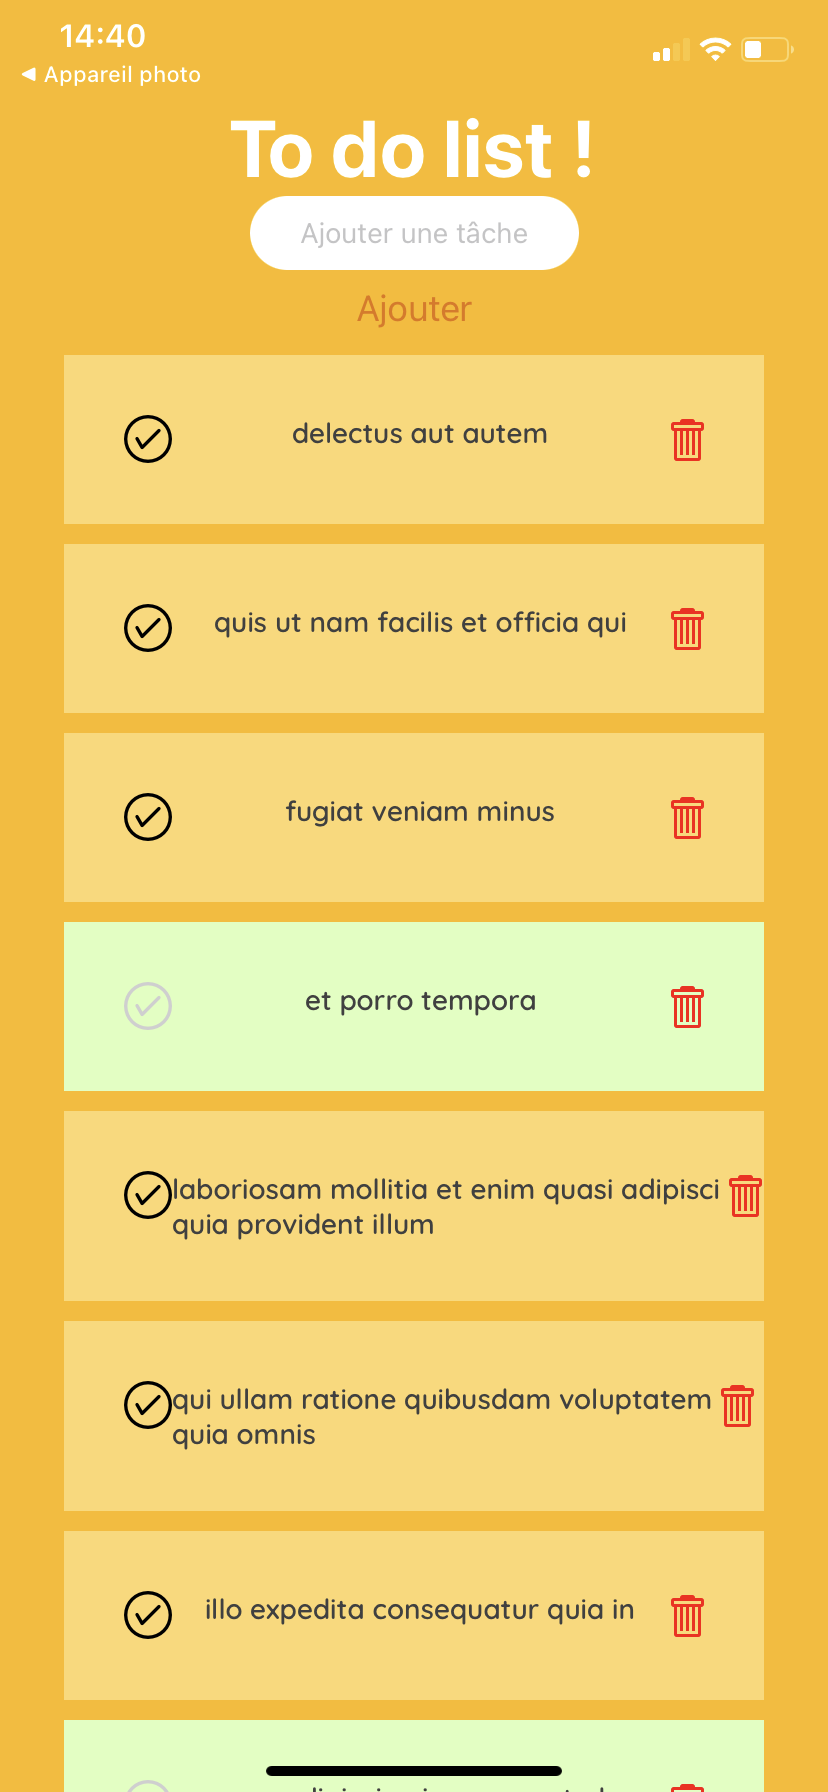 14:40
◀ Appareil photo
To do list !
Ajouter une tâche
Ajouter
delectus aut autem
quis ut nam facilis et officia qui
fugiat veniam minus
et porro tempora
laboriosam mollitia et enim quasi adipisci
quia provident illum
qui ullam ratione quibusdam voluptatem
quia omnis
illo expedita consequatur quia in